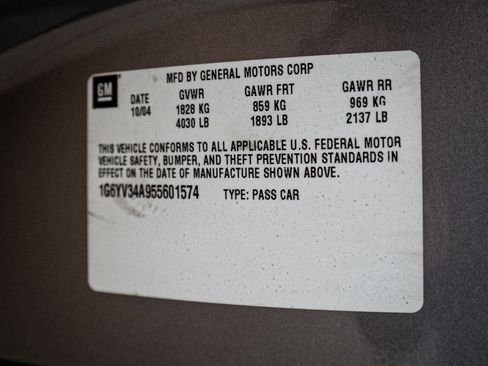 GM
MFD BY GENERAL MOTORS CORP
DATE GVWR GAWR FRT GAWR RR
10/04 1828 KG 859 KG 969 KG
4030 LB 1893 LB 2137 LB
THIS VEHICLE CONFORMS TO ALL APPLICABLE U.S. FEDERAL MOTOR
VEHICLE SAFETY, BUMPER, AND THEFT PREVENTION STANDARDS IN
EFFECT ON THE DATE OF MANUFACTURE SHOWN ABOVE.
1G6YV34A955601574 TYPE: PASS CAR